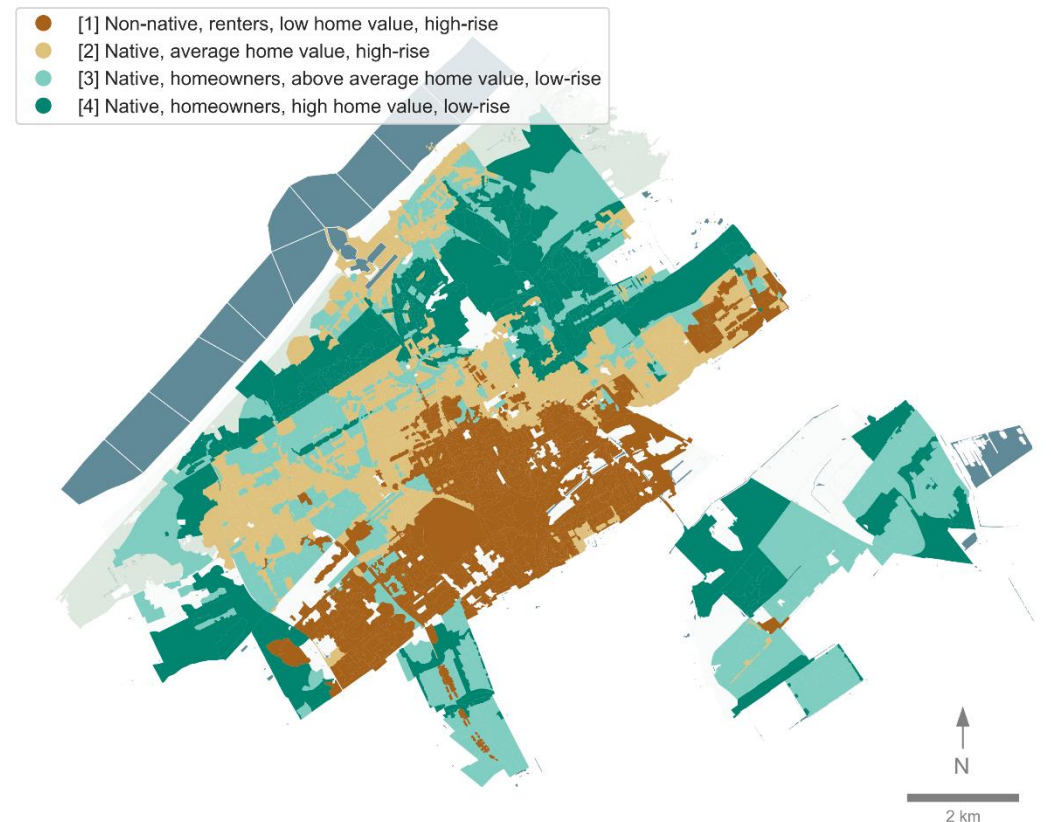 [1] Non-native, renters, low home value, high-rise
[2] Native, average home value, high-rise
[3] Native, homeowners, above average home value, low-rise
[4] Native, homeowners, high home value, low-rise
N
2 km